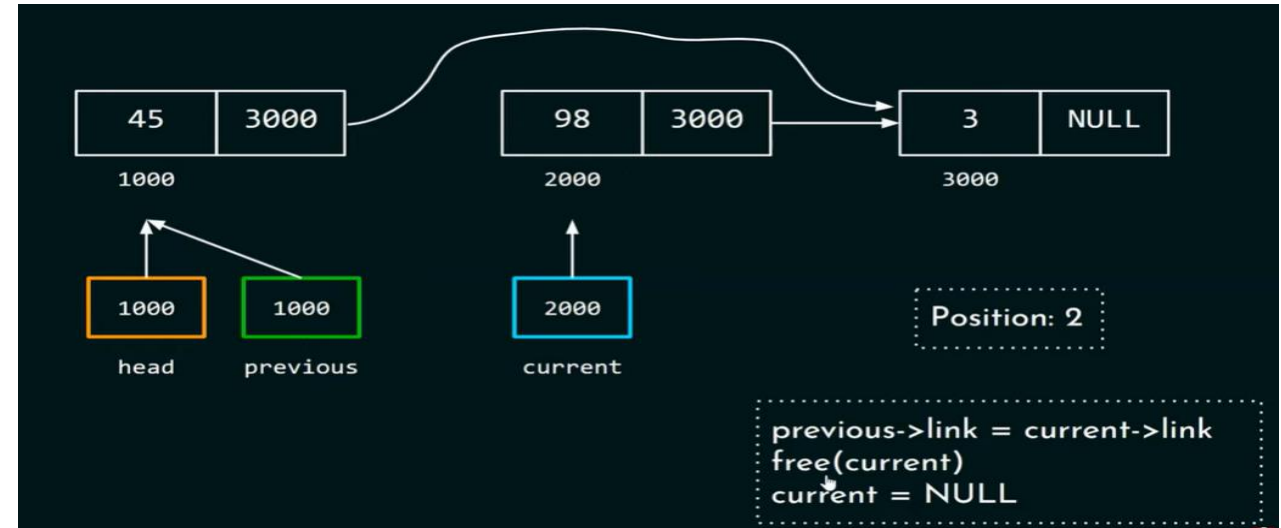 45 3000
98 3000
3 NULL
1000
2000
3000
1000
1000
2000
head
previous
current
Position: 2
previous->link = current->link
free(current)
current = NULL